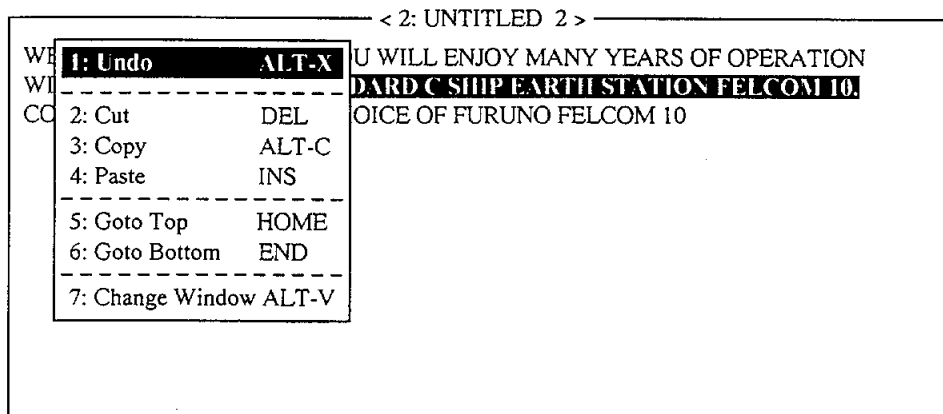 < 2: UNTITLED 2 >
WE
U WILL ENJOY MANY YEARS OF OPERATION
WI
DARD C SHIP EARTH STATION FELCOM 10.
CO
OICE OF FURUNO FELCOM 10
1: Undo ALT-X
2: Cut DEL
3: Copy ALT-C
4: Paste INS
5: Goto Top HOME
6: Goto Bottom END
7: Change Window ALT-V